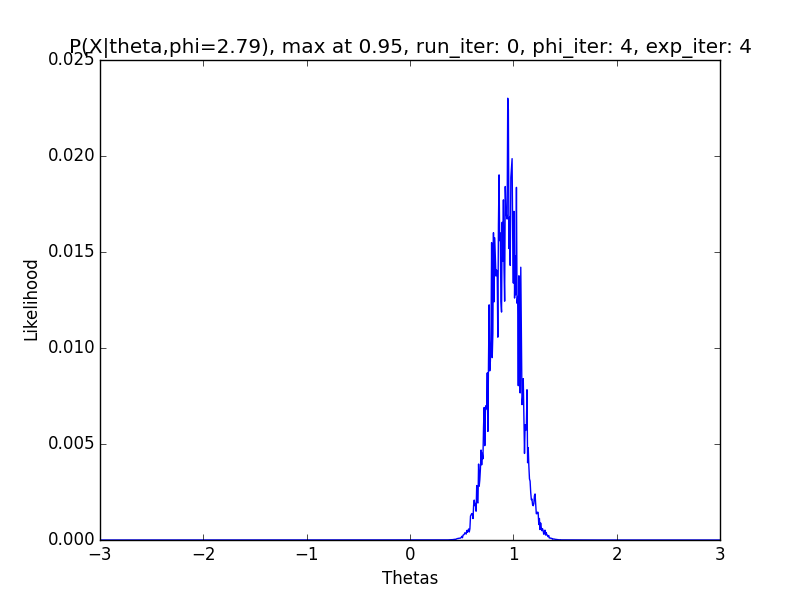 P(X|theta,phi=2.79), max at 0.95, run_iter: 0, phi_iter: 4, exp_iter: 4
0.025
0.020
0.015
0.010
0.005
0.000
Likelihood
−3 −2 −1 0 1 2 3
Thetas